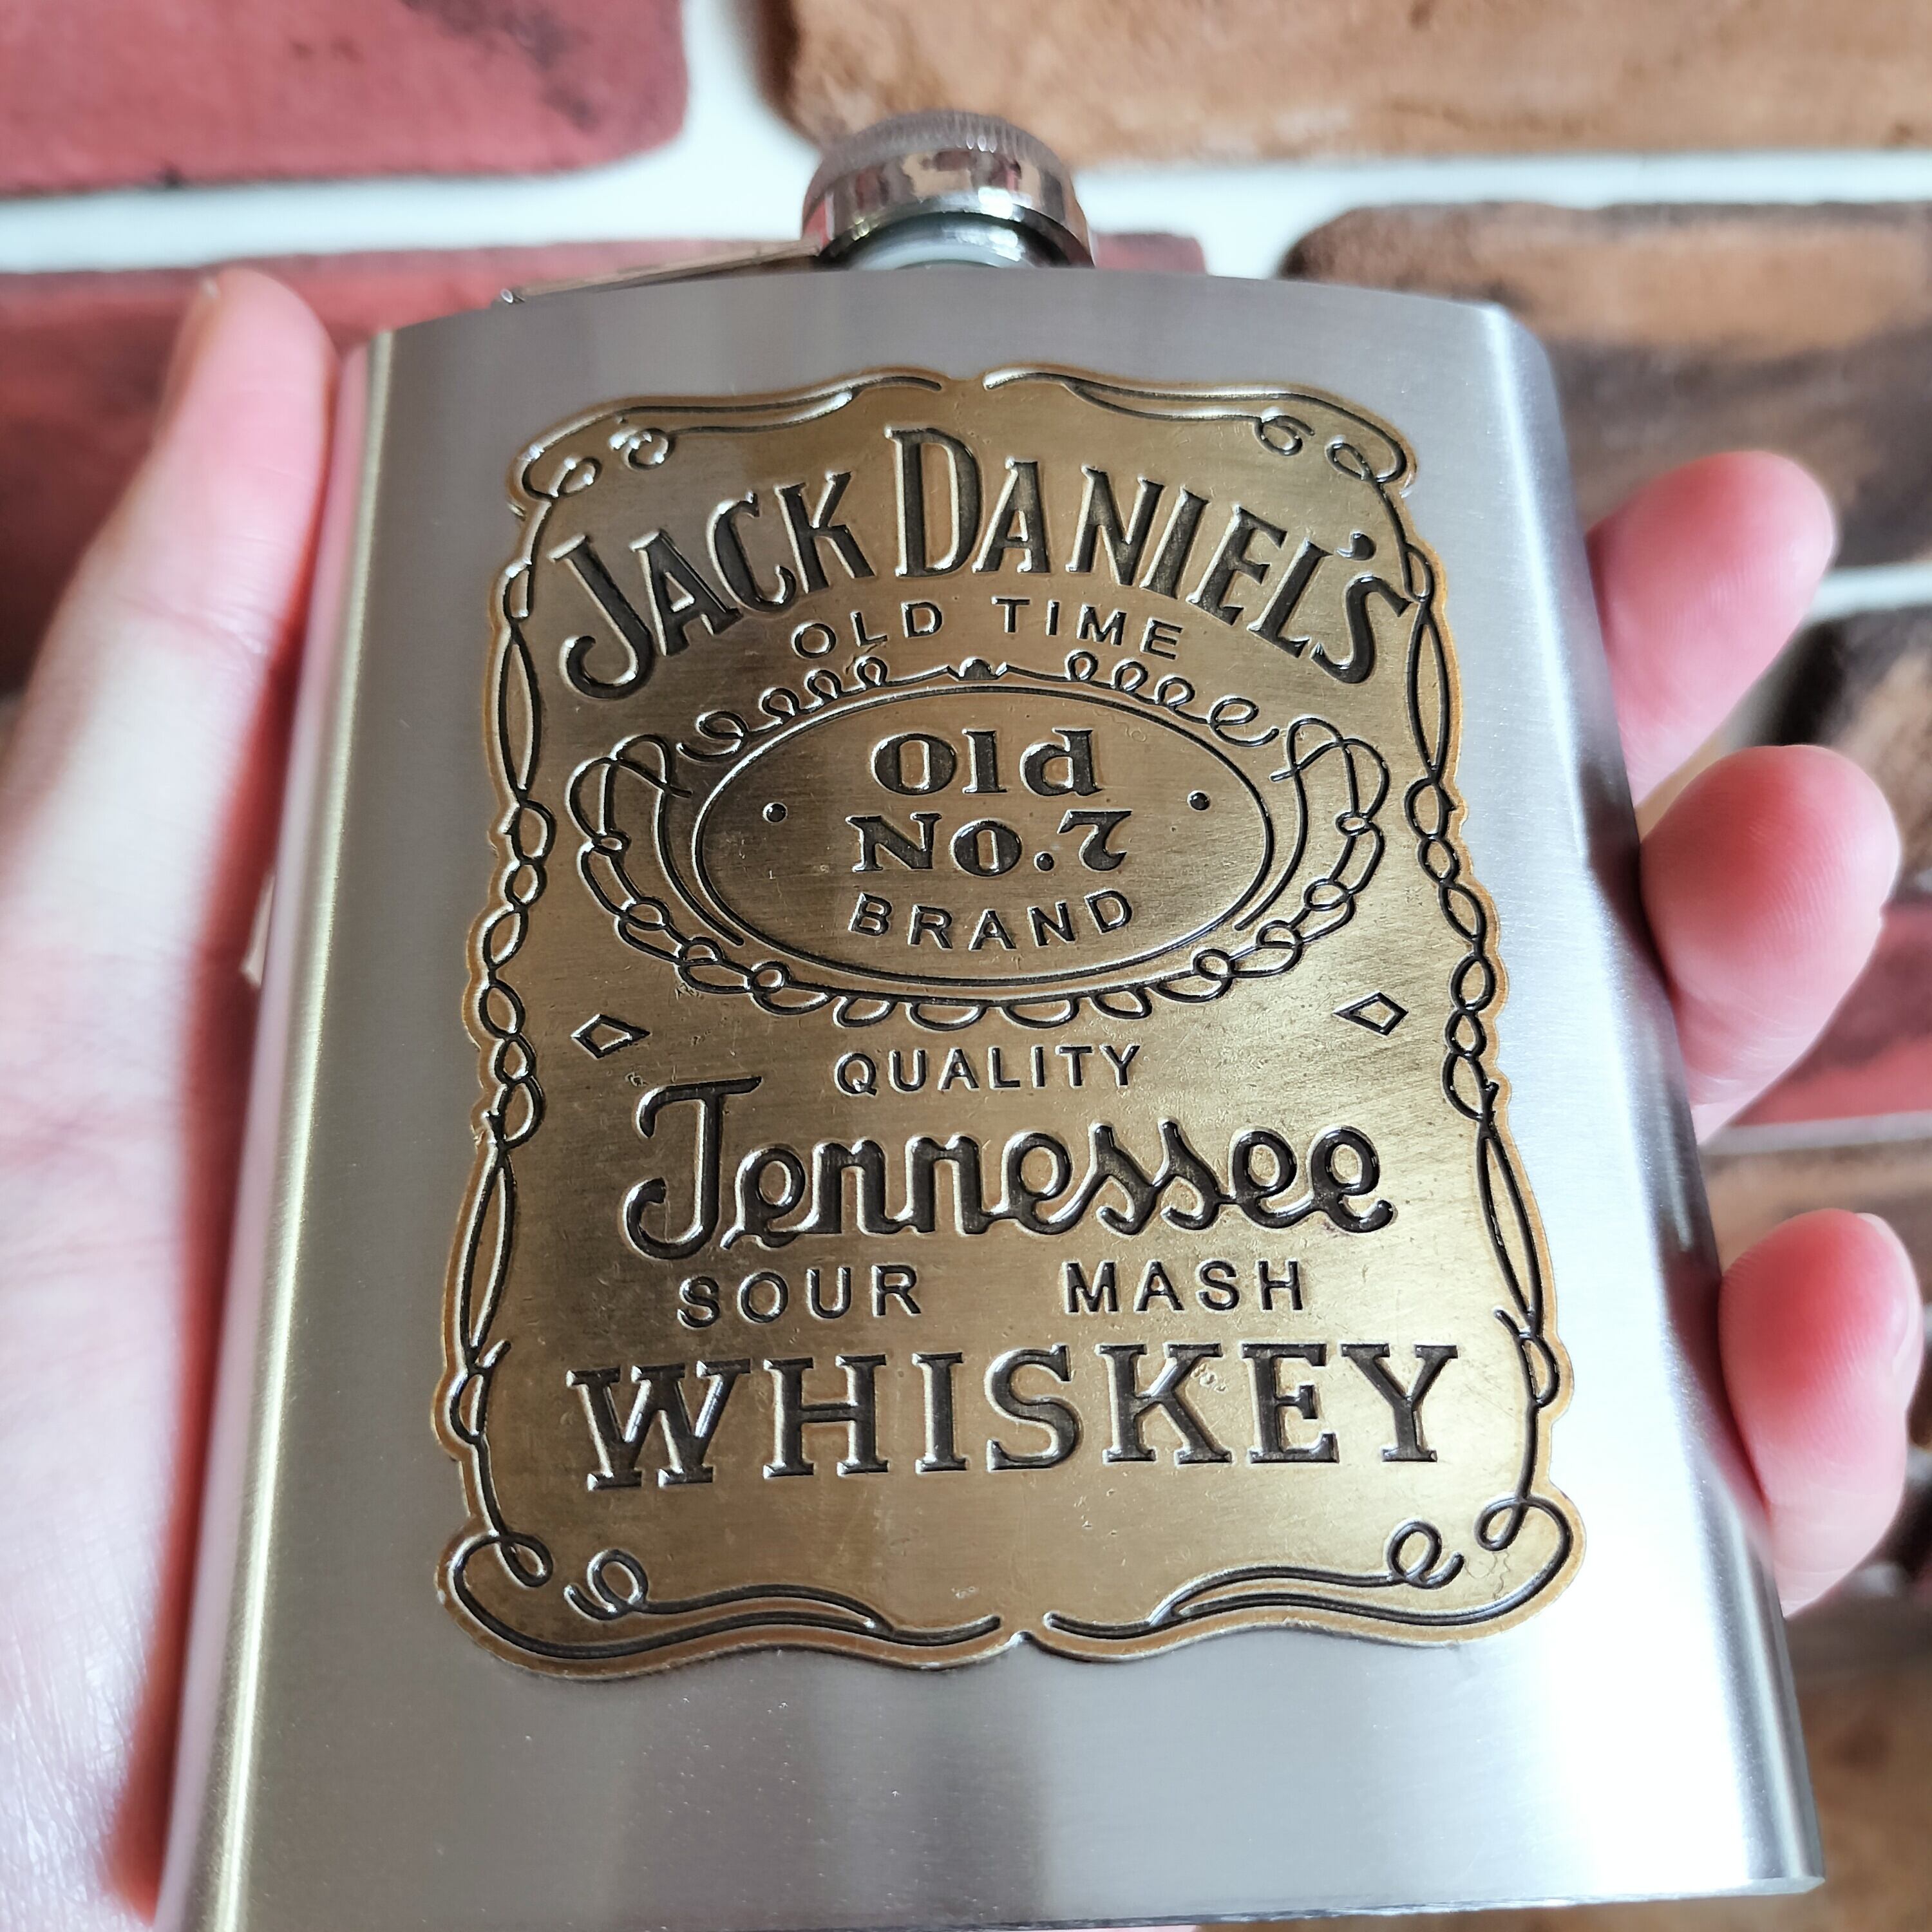 JACK DANIEL'S
OLD TIME
Old
No.7
BRAND
QUALITY
Tennessee
SOUR MASH
WHISKEY